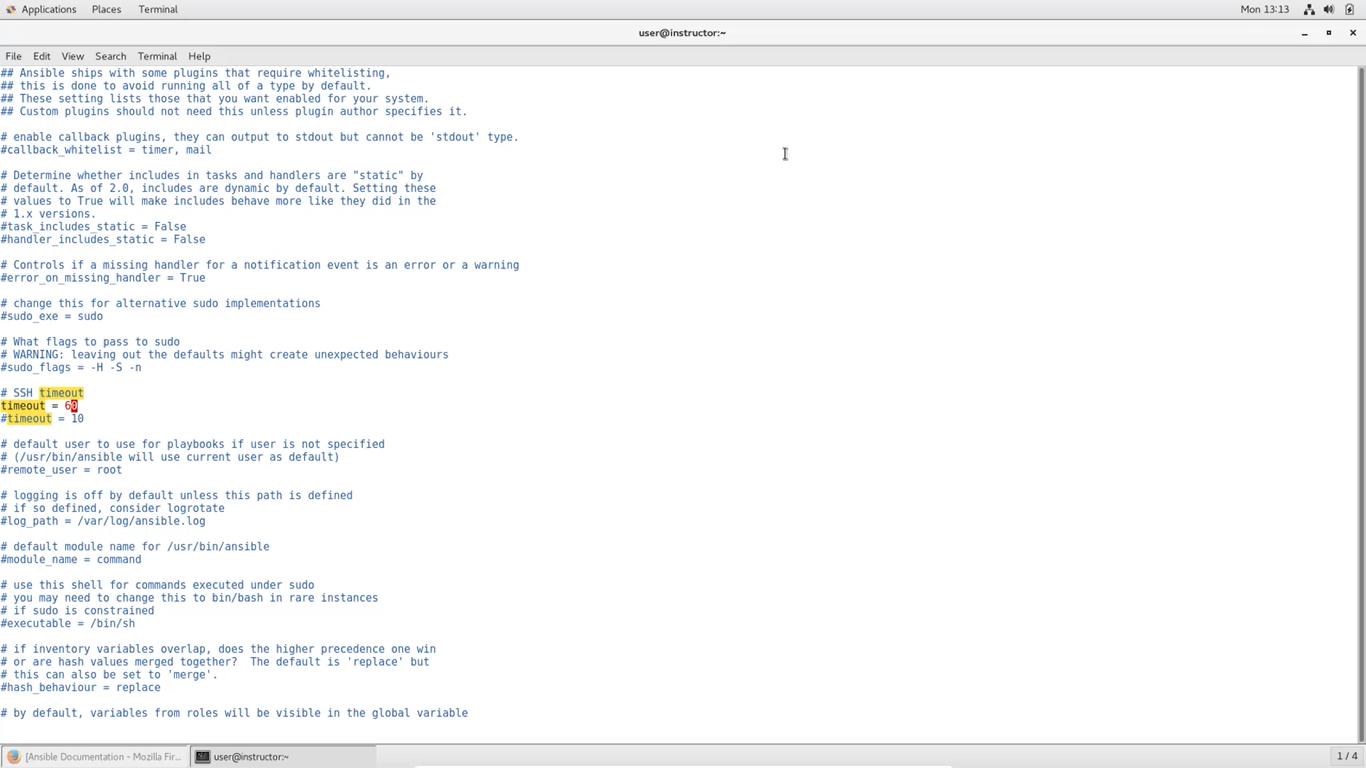 Applications Places Terminal Mon 13:13
user@instructor:~
File Edit View Search Terminal Help
## Ansible ships with some plugins that require whitelisting,
## this is done to avoid running all of a type by default.
## These setting lists those that you want enabled for your system.
## Custom plugins should not need this unless plugin author specifies it.
# enable callback plugins, they can output to stdout but cannot be 'stdout' type.
#callback_whitelist = timer, mail
# Determine whether includes in tasks and handlers are "static" by
# default. As of 2.0, includes are dynamic by default. Setting these
# values to True will make includes behave more like they did in the
# 1.x versions.
#task_includes_static = False
#handler_includes_static = False
# Controls if a missing handler for a notification event is an error or a warning
#error_on_missing_handler = True
# change this for alternative sudo implementations
#sudo_exe = sudo
# What flags to pass to sudo
# WARNING: leaving out the defaults might create unexpected behaviours
#sudo_flags = -H -S -n
# SSH timeout
timeout = 60
#timeout = 10
# default user to use for playbooks if user is not specified
# (/usr/bin/ansible will use current user as default)
#remote_user = root
# logging is off by default unless this path is defined
# if so defined, consider logrotate
#log_path = /var/log/ansible.log
# default module name for /usr/bin/ansible
#module_name = command
# use this shell for commands executed under sudo
# you may need to change this to bin/bash in rare instances
# if sudo is constrained
#executable = /bin/sh
# if inventory variables overlap, does the higher precedence one win
# or are hash values merged together?  The default is 'replace' but
# this can also be set to 'merge'.
#hash_behaviour = replace
# by default, variables from roles will be visible in the global variable
[Ansible Documentation - Mozilla Fir... user@instructor:~ 1 / 4